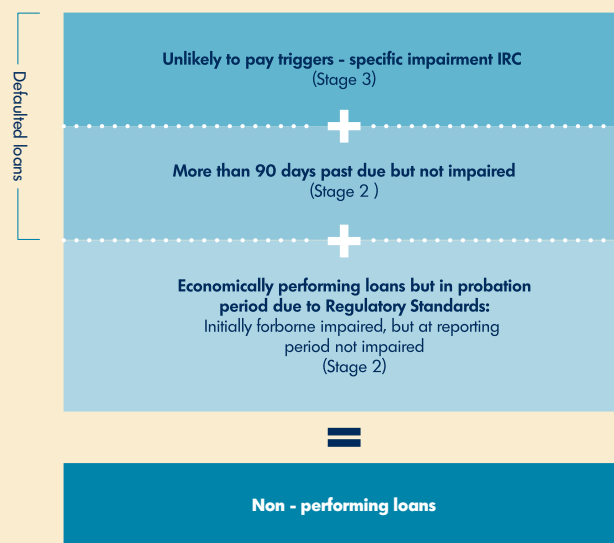 Defaulted loans
Unlikely to pay triggers - specific impairment IRC
(Stage 3)
+
More than 90 days past due but not impaired
(Stage 2 )
+
Economically performing loans but in probation
period due to Regulatory Standards:
Initially forborne impaired, but at reporting
period not impaired
(Stage 2)
=
Non - performing loans